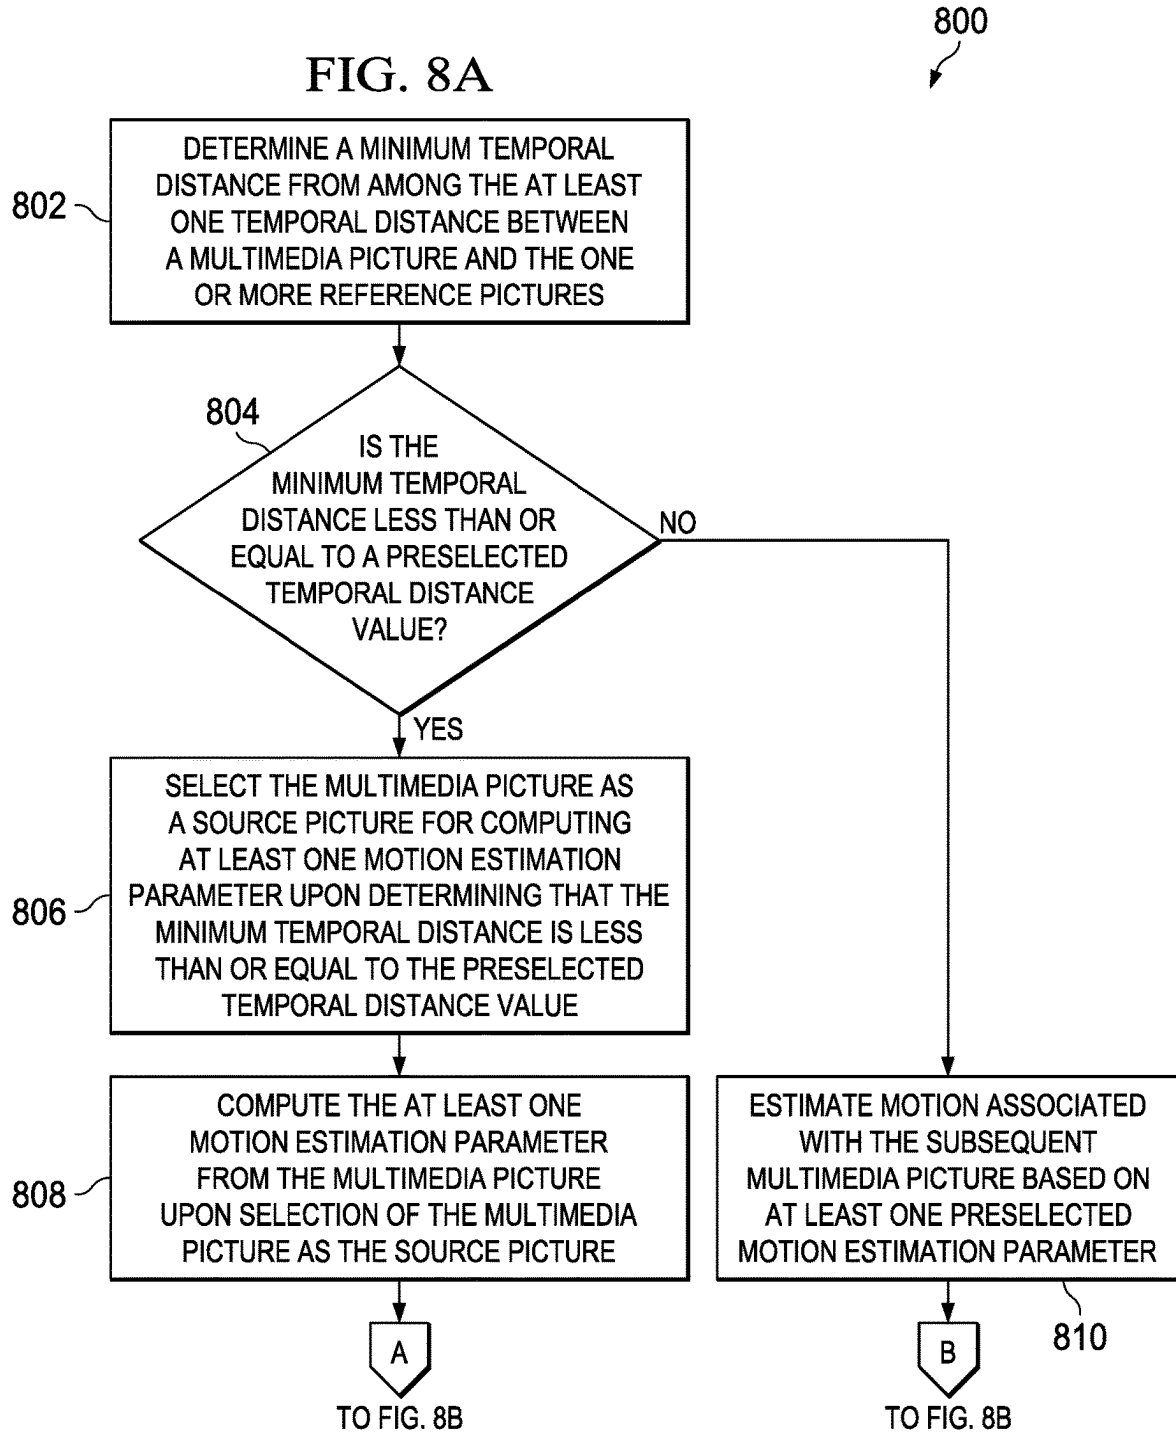 800
FIG. 8A
802
DETERMINE A MINIMUM TEMPORAL
DISTANCE FROM AMONG THE AT LEAST
ONE TEMPORAL DISTANCE BETWEEN
A MULTIMEDIA PICTURE AND THE ONE
OR MORE REFERENCE PICTURES
804
IS THE
MINIMUM TEMPORAL
DISTANCE LESS THAN OR
EQUAL TO A PRESELECTED
TEMPORAL DISTANCE
VALUE?
NO
YES
806
SELECT THE MULTIMEDIA PICTURE AS
A SOURCE PICTURE FOR COMPUTING
AT LEAST ONE MOTION ESTIMATION
PARAMETER UPON DETERMINING THAT THE
MINIMUM TEMPORAL DISTANCE IS LESS
THAN OR EQUAL TO THE PRESELECTED
TEMPORAL DISTANCE VALUE
808
COMPUTE THE AT LEAST ONE
MOTION ESTIMATION PARAMETER
FROM THE MULTIMEDIA PICTURE
UPON SELECTION OF THE MULTIMEDIA
PICTURE AS THE SOURCE PICTURE
ESTIMATE MOTION ASSOCIATED
WITH THE SUBSEQUENT
MULTIMEDIA PICTURE BASED ON
AT LEAST ONE PRESELECTED
MOTION ESTIMATION PARAMETER
810
A
TO FIG. 8B
B
TO FIG. 8B